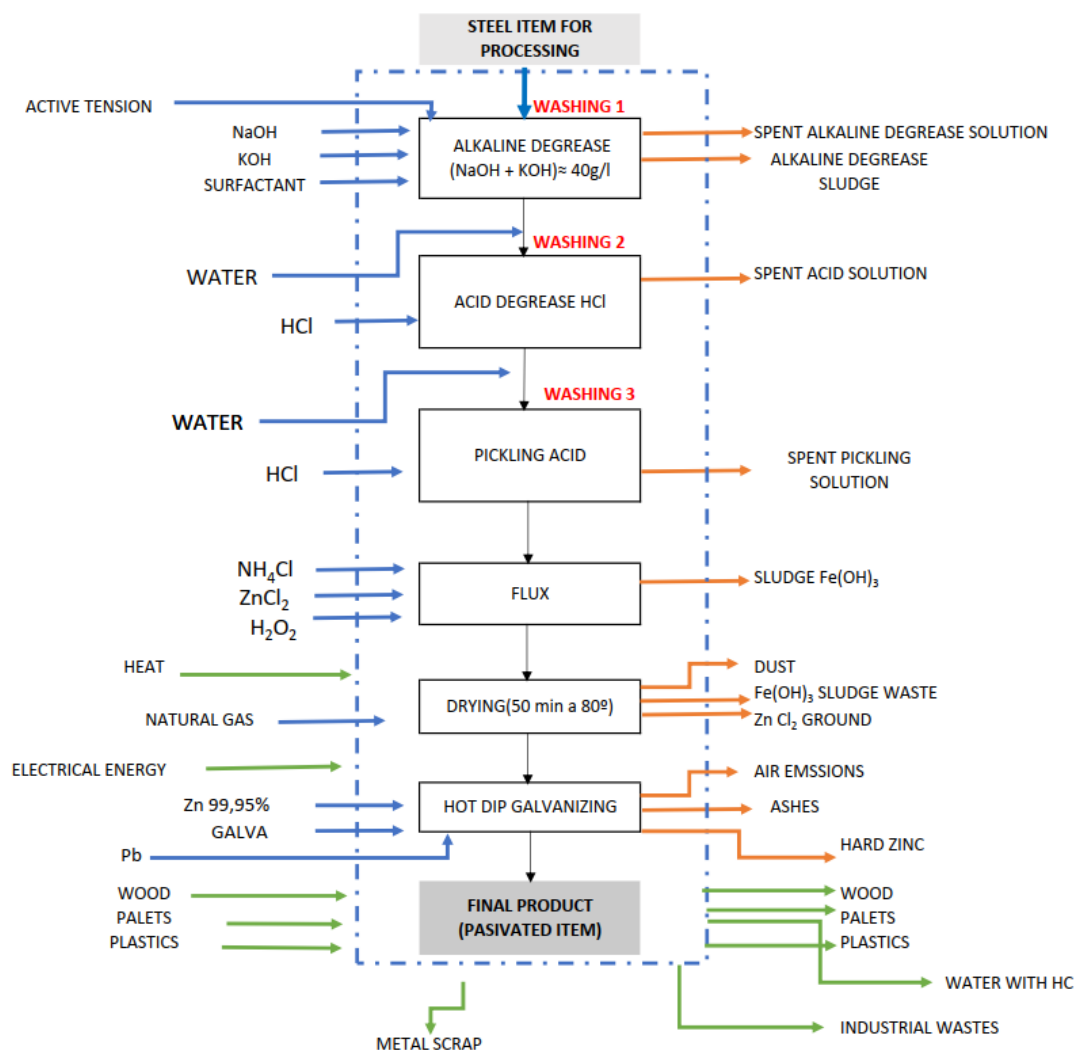 STEEL ITEM FOR
PROCESSING
ACTIVE TENSION
WASHING 1
NaOH
KOH
SURFACTANT
ALKALINE DEGREASE
(NaOH + KOH)≈ 40g/l
SPENT ALKALINE DEGREASE SOLUTION
ALKALINE DEGREASE
SLUDGE
WASHING 2
WATER
HCl
ACID DEGREASE HCl
SPENT ACID SOLUTION
WASHING 3
WATER
HCl
PICKLING ACID
SPENT PICKLING
SOLUTION
NH₄Cl
ZnCl₂
H₂O₂
FLUX
SLUDGE Fe(OH)₃
HEAT
NATURAL GAS
DRYING(50 min a 80º)
DUST
Fe(OH)₃ SLUDGE WASTE
Zn Cl₂ GROUND
ELECTRICAL ENERGY
Zn 99,95%
GALVA
Pb
HOT DIP GALVANIZING
AIR EMSSIONS
ASHES
HARD ZINC
WOOD
PALETS
PLASTICS
FINAL PRODUCT
(PASIVATED ITEM)
WOOD
PALETS
PLASTICS
WATER WITH HC
INDUSTRIAL WASTES
METAL SCRAP